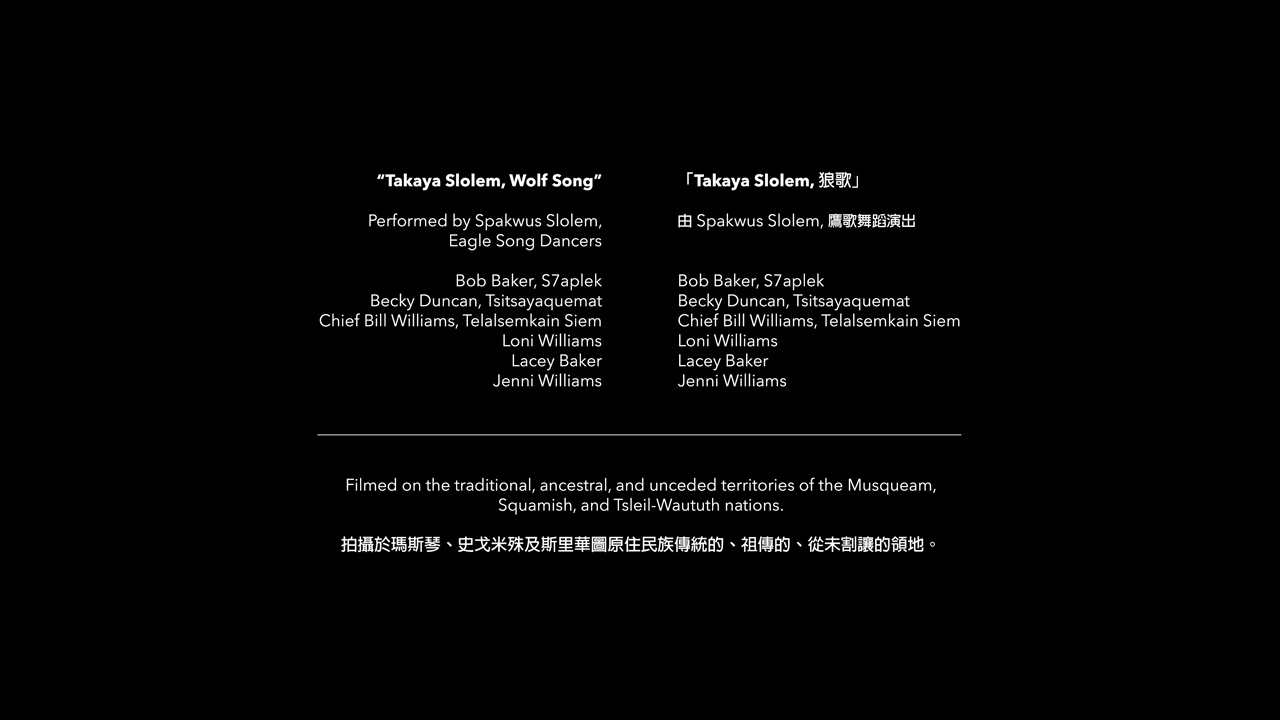 “Takaya Slolem, Wolf Song”
Performed by Spakwus Slolem,
Eagle Song Dancers
Bob Baker, S7aplek
Becky Duncan, Tsitsayaquemat
Chief Bill Williams, Telalsemkain Siem
Loni Williams
Lacey Baker
Jenni Williams
「Takaya Slolem, 狼歌」
由 Spakwus Slolem, 鷹歌舞蹈演出
Bob Baker, S7aplek
Becky Duncan, Tsitsayaquemat
Chief Bill Williams, Telalsemkain Siem
Loni Williams
Lacey Baker
Jenni Williams
Filmed on the traditional, ancestral, and unceded territories of the Musqueam,
Squamish, and Tsleil-Waututh nations.
拍攝於瑪斯琴、史戈米殊及斯里華圖原住民族傳統的、祖傳的、從未割讓的領地。